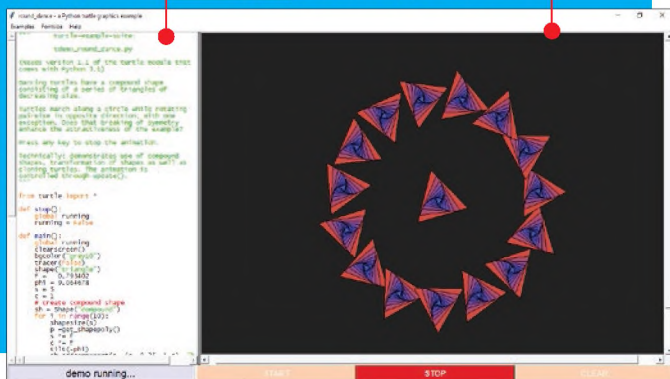 round_dance - a Python turtle graphics example
Examples Fontsize Help
turtle-example-suite:
tdemo_round_dance.py
(Needs version 1.1 of the turtle module that
comes with Python 3.1)
Dancing turtles have a compound shape
consisting of a series of triangles of
decreasing size.
Turtles march along a circle while rotating
pairwise in opposite direction, with one
exception. Does that breaking of symmetry
enhance the attractiveness of the example?
Press any key to stop the animation.
Technically: demonstrates use of compound
shapes, transformation of shapes as well as
cloning turtles. The animation is
controlled through update().
"""
from turtle import *
def stop():
global running
running = False
def main():
global running
clearscreen()
bgcolor("gray10")
tracer(False)
shape("triangle")
f = 0.793402
phi = 9.064678
s = 5
c = 1
# create compound shape
sh = Shape("compound")
for i in range(10):
shapesize(s)
p =get_shapepoly()
s *= f
c *= f
tilt(-phi)
demo running...
START
STOP
CLEAR